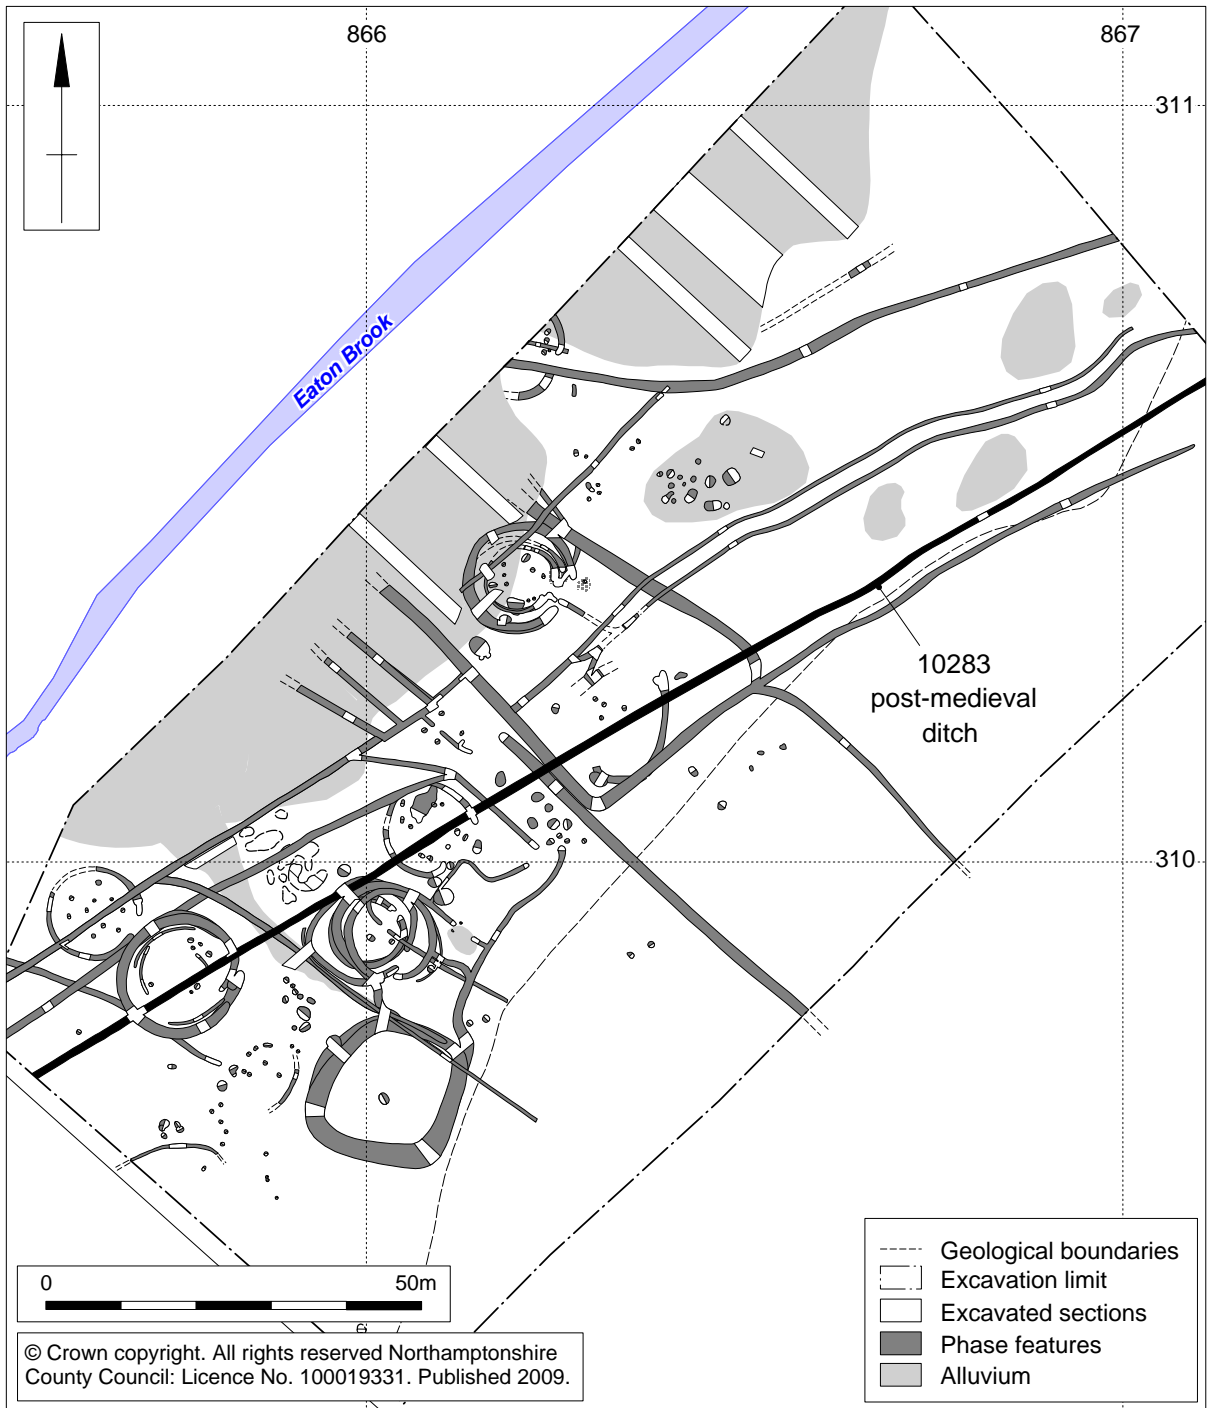 866
867
311
Eaton Brook
10283
post-medieval
ditch
310
0 50m
Geological boundaries
Excavation limit
Excavated sections
Phase features
Alluvium
© Crown copyright. All rights reserved Northamptonshire
County Council: Licence No. 100019331. Published 2009.